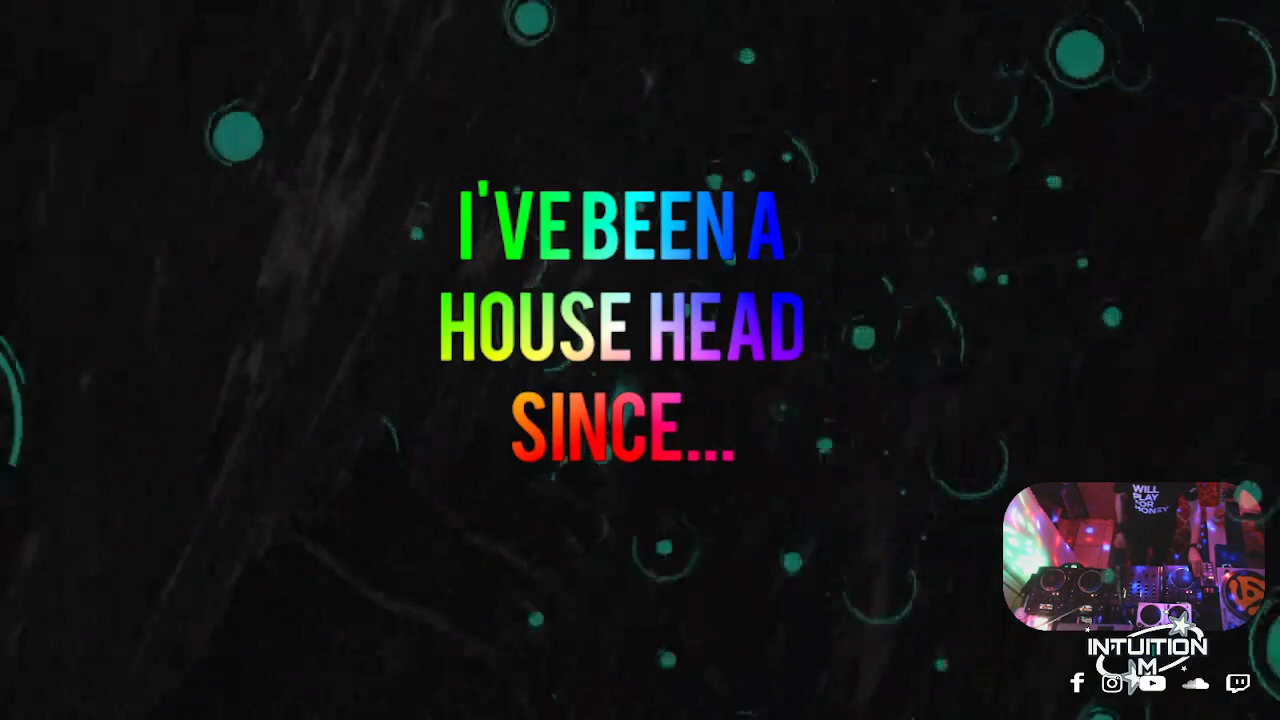 I'VE BEEN A
HOUSE HEAD
SINCE...
WILL
PLAY
FOR
MONEY
INTUITION
M